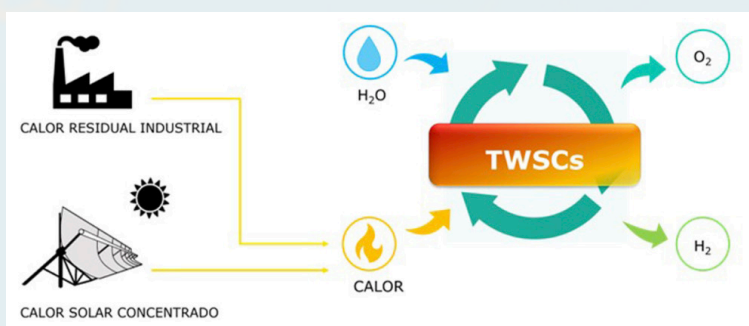 CALOR RESIDUAL INDUSTRIAL
CALOR SOLAR CONCENTRADO
H₂O
CALOR
TWSCs
O₂
H₂